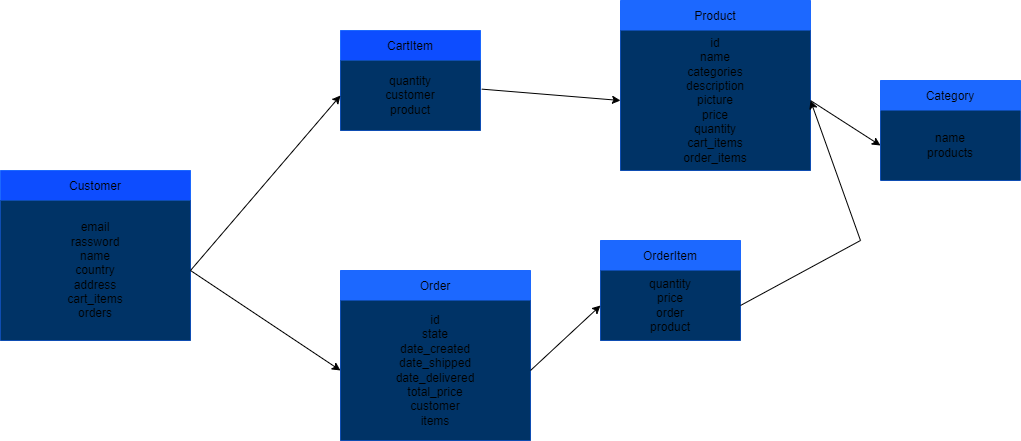 Product
id
name
categories
description
picture
price
quantity
cart_items
order_items
CartItem
quantity
customer
product
Category
name
products
Customer
email
rassword
name
country
address
cart_items
orders
Order
id
state
date_created
date_shipped
date_delivered
total_price
customer
items
OrderItem
quantity
price
order
product